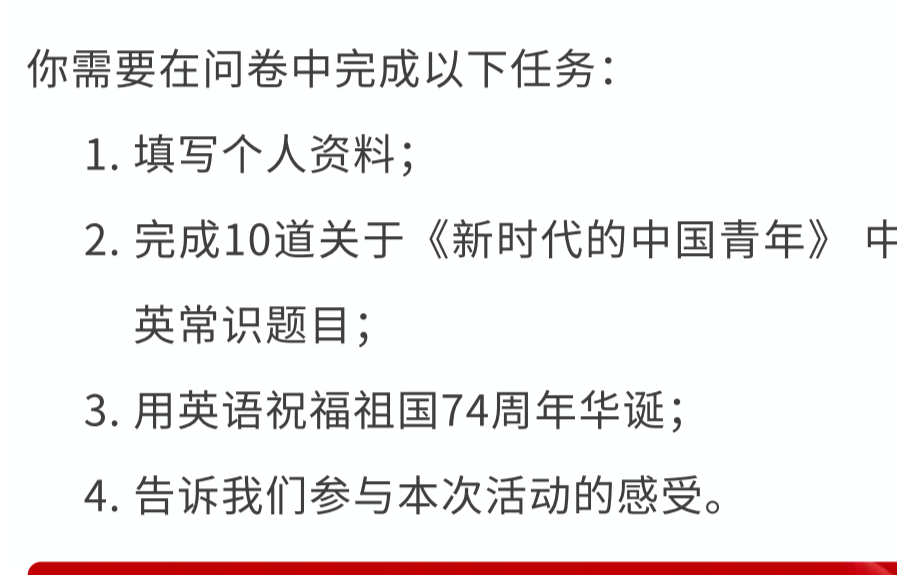 你需要在问卷中完成以下任务：
1. 填写个人资料；
2. 完成10道关于《新时代的中国青年》 中
英常识题目；
3. 用英语祝福祖国74周年华诞；
4. 告诉我们参与本次活动的感受。